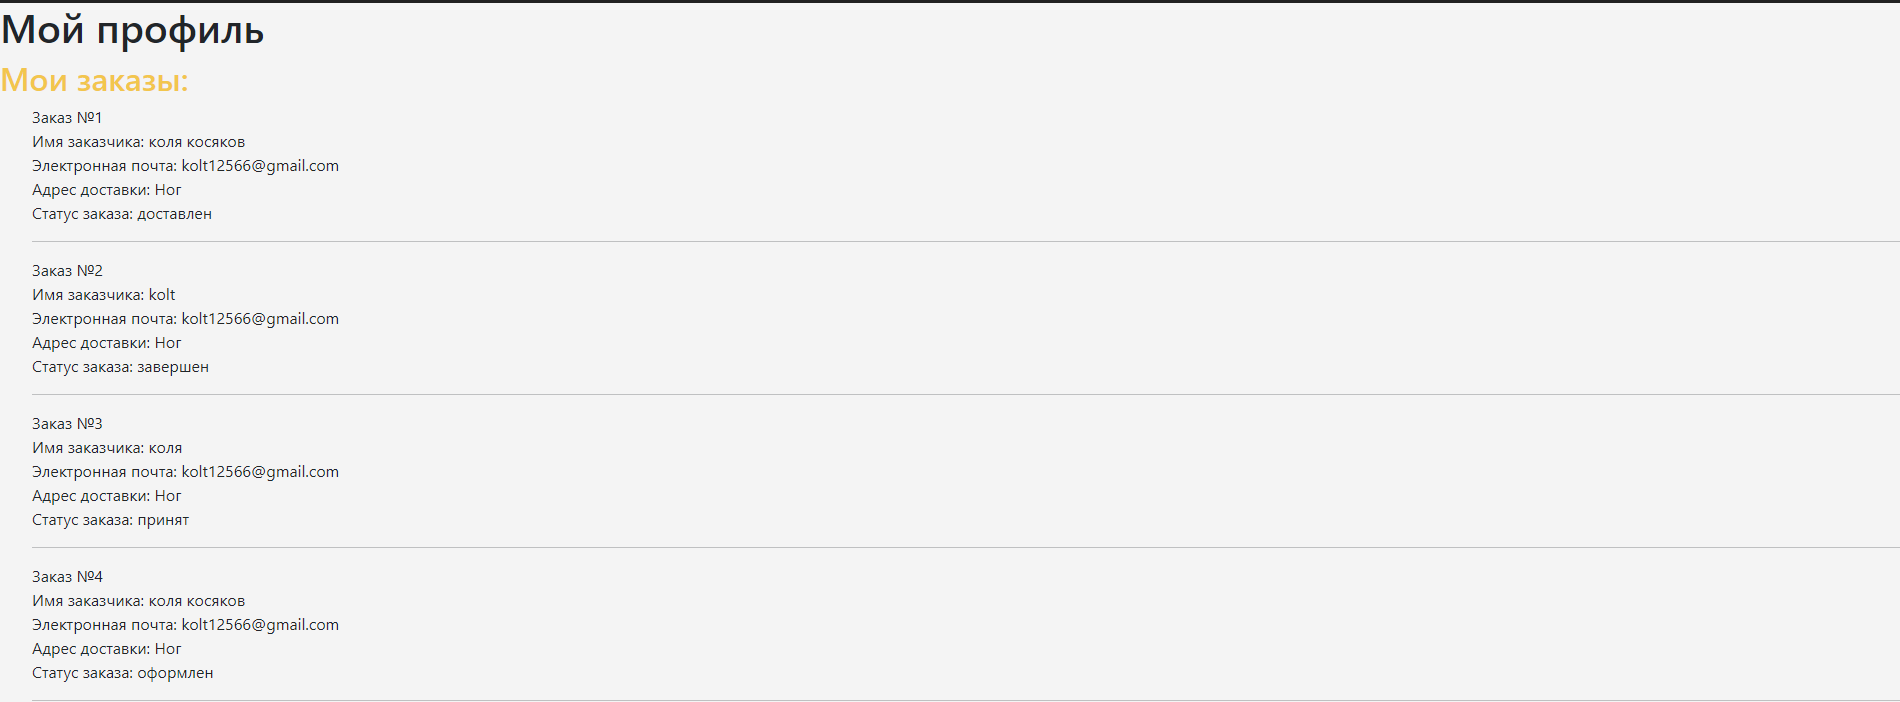 Мой профиль
Мои заказы:
Заказ №1
Имя заказчика: коля косяков
Электронная почта: kolt12566@gmail.com
Адрес доставки: Ног
Статус заказа: доставлен
Заказ №2
Имя заказчика: kolt
Электронная почта: kolt12566@gmail.com
Адрес доставки: Ног
Статус заказа: завершен
Заказ №3
Имя заказчика: коля
Электронная почта: kolt12566@gmail.com
Адрес доставки: Ног
Статус заказа: принят
Заказ №4
Имя заказчика: коля косяков
Электронная почта: kolt12566@gmail.com
Адрес доставки: Ног
Статус заказа: оформлен